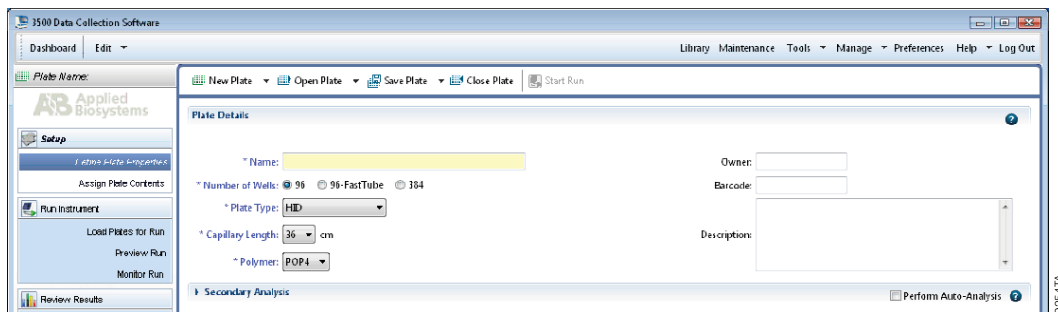 3500 Data Collection Software
Dashboard Edit Library Maintenance Tools Manage Preferences Help Log Out
Plate Name:
New Plate Open Plate Save Plate Close Plate Start Run
AB Applied Biosystems
Plate Details
Setup
Define Plate Properties
Assign Plate Contents
* Name: Owner:
* Number of Wells: 96 96-FastTube 384 Barcode:
* Plate Type: HID
* Capillary Length: 36 cm Description:
* Polymer: POP4
Run Instrument
Load Plates for Run
Preview Run
Monitor Run
Review Results
Secondary Analysis Perform Auto-Analysis